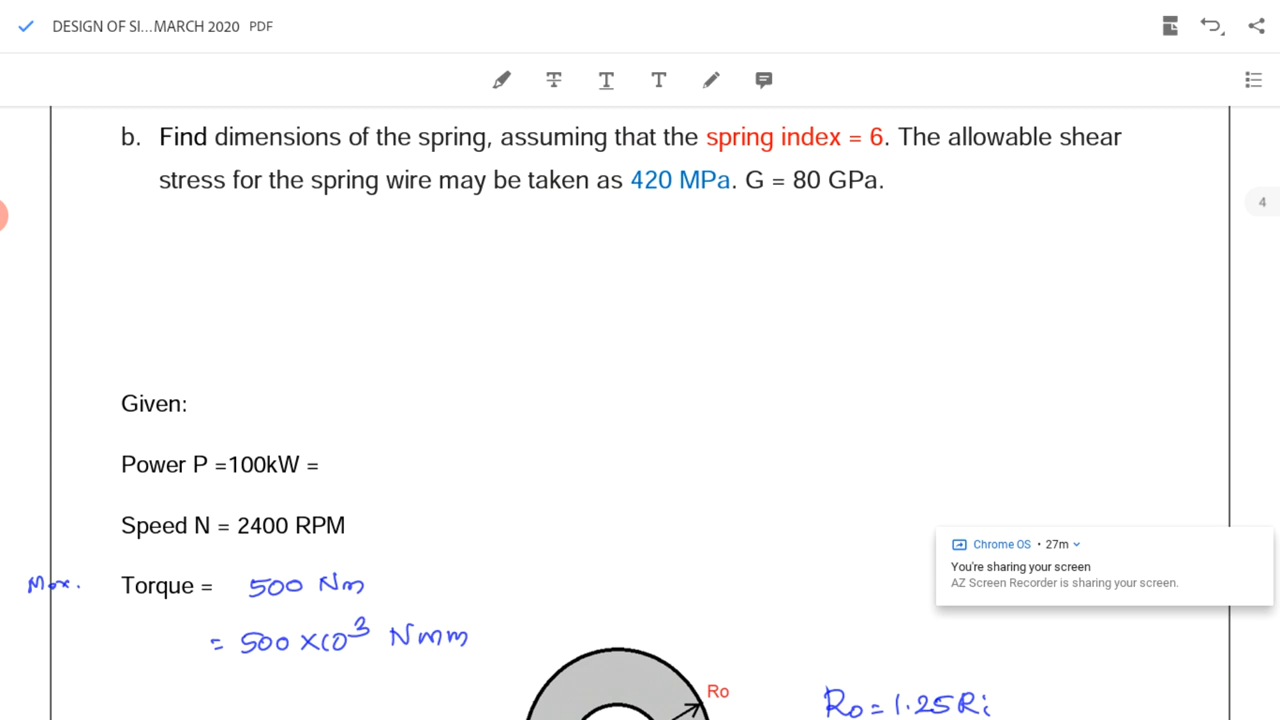 DESIGN OF SI...MARCH 2020 PDF
b. Find dimensions of the spring, assuming that the spring index = 6. The allowable shear
stress for the spring wire may be taken as 420 MPa. G = 80 GPa.
4
Given:
Power P =100kW =
Speed N = 2400 RPM
Chrome OS • 27m
You're sharing your screen
AZ Screen Recorder is sharing your screen.
Max. Torque = 500 Nm
= 500 X10³ Nmm
Ro
Ro = 1.25Ri